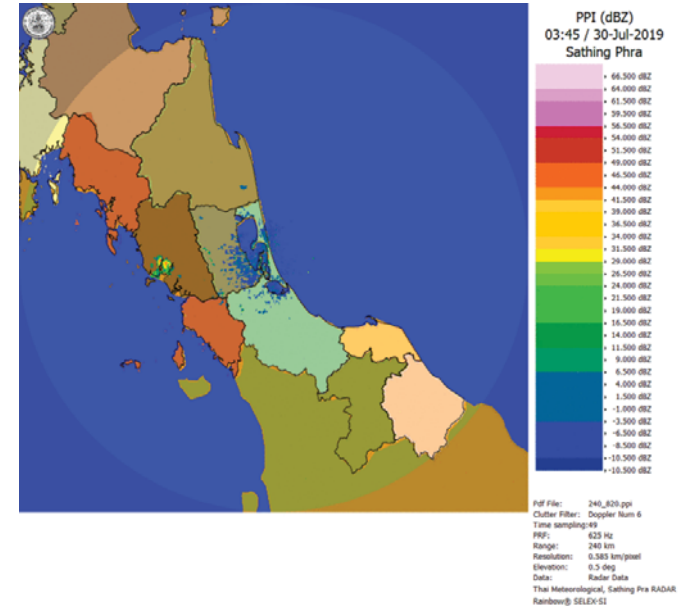 PPI (dBZ)
03:45 / 30-Jul-2019
Sathing Phra
66.500 dBZ
64.000 dBZ
61.500 dBZ
59.500 dBZ
56.500 dBZ
54.000 dBZ
51.500 dBZ
49.000 dBZ
46.500 dBZ
44.000 dBZ
41.500 dBZ
39.000 dBZ
36.500 dBZ
34.000 dBZ
31.500 dBZ
29.000 dBZ
26.500 dBZ
24.000 dBZ
21.500 dBZ
19.000 dBZ
16.500 dBZ
14.000 dBZ
11.500 dBZ
9.000 dBZ
6.500 dBZ
4.000 dBZ
1.500 dBZ
-1.000 dBZ
-3.500 dBZ
-6.500 dBZ
-8.500 dBZ
-10.500 dBZ
-10.500 dBZ
Pdf File: 240_820.ppi
Clutter Filter: Doppler Num 6
Time sampling:49
PRF: 625 Hz
Range: 240 km
Resolution: 0.585 km/pixel
Elevation: 0.5 deg
Data: Radar Data
Thai Meteorological, Sathing Pra RADAR
Rainbow® SELEX-SI